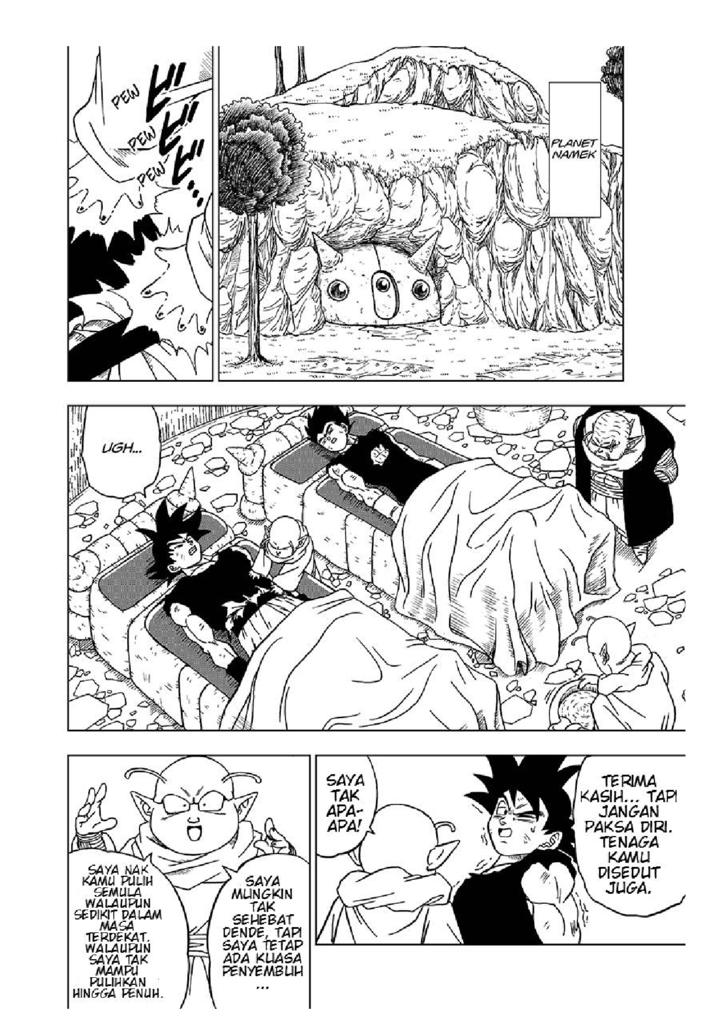 PLANET
NAMEK
ビ
ビ
ビ...
PEW
PEW
PEW
UGH...
TERIMA
KASIH... TAPI
JANGAN
PAKSA DIRI.
TENAGA
KAMU
DISEDUT
JUGA.
SAYA
TAK
APA-
APA!
SAYA
MUNGKIN
TAK
SEHEBAT
DENDE, TAPI
SAYA TETAP
ADA KUASA
PENYEMBUH
...
SAYA NAK
KAMU PULIH
SEMULA
WALAUPUN
SEDIKIT DALAM
MASA
TERDEKAT.
WALAUPUN
SAYA TAK
MAMPU
PULIHKAN
HINGGA PENUH.